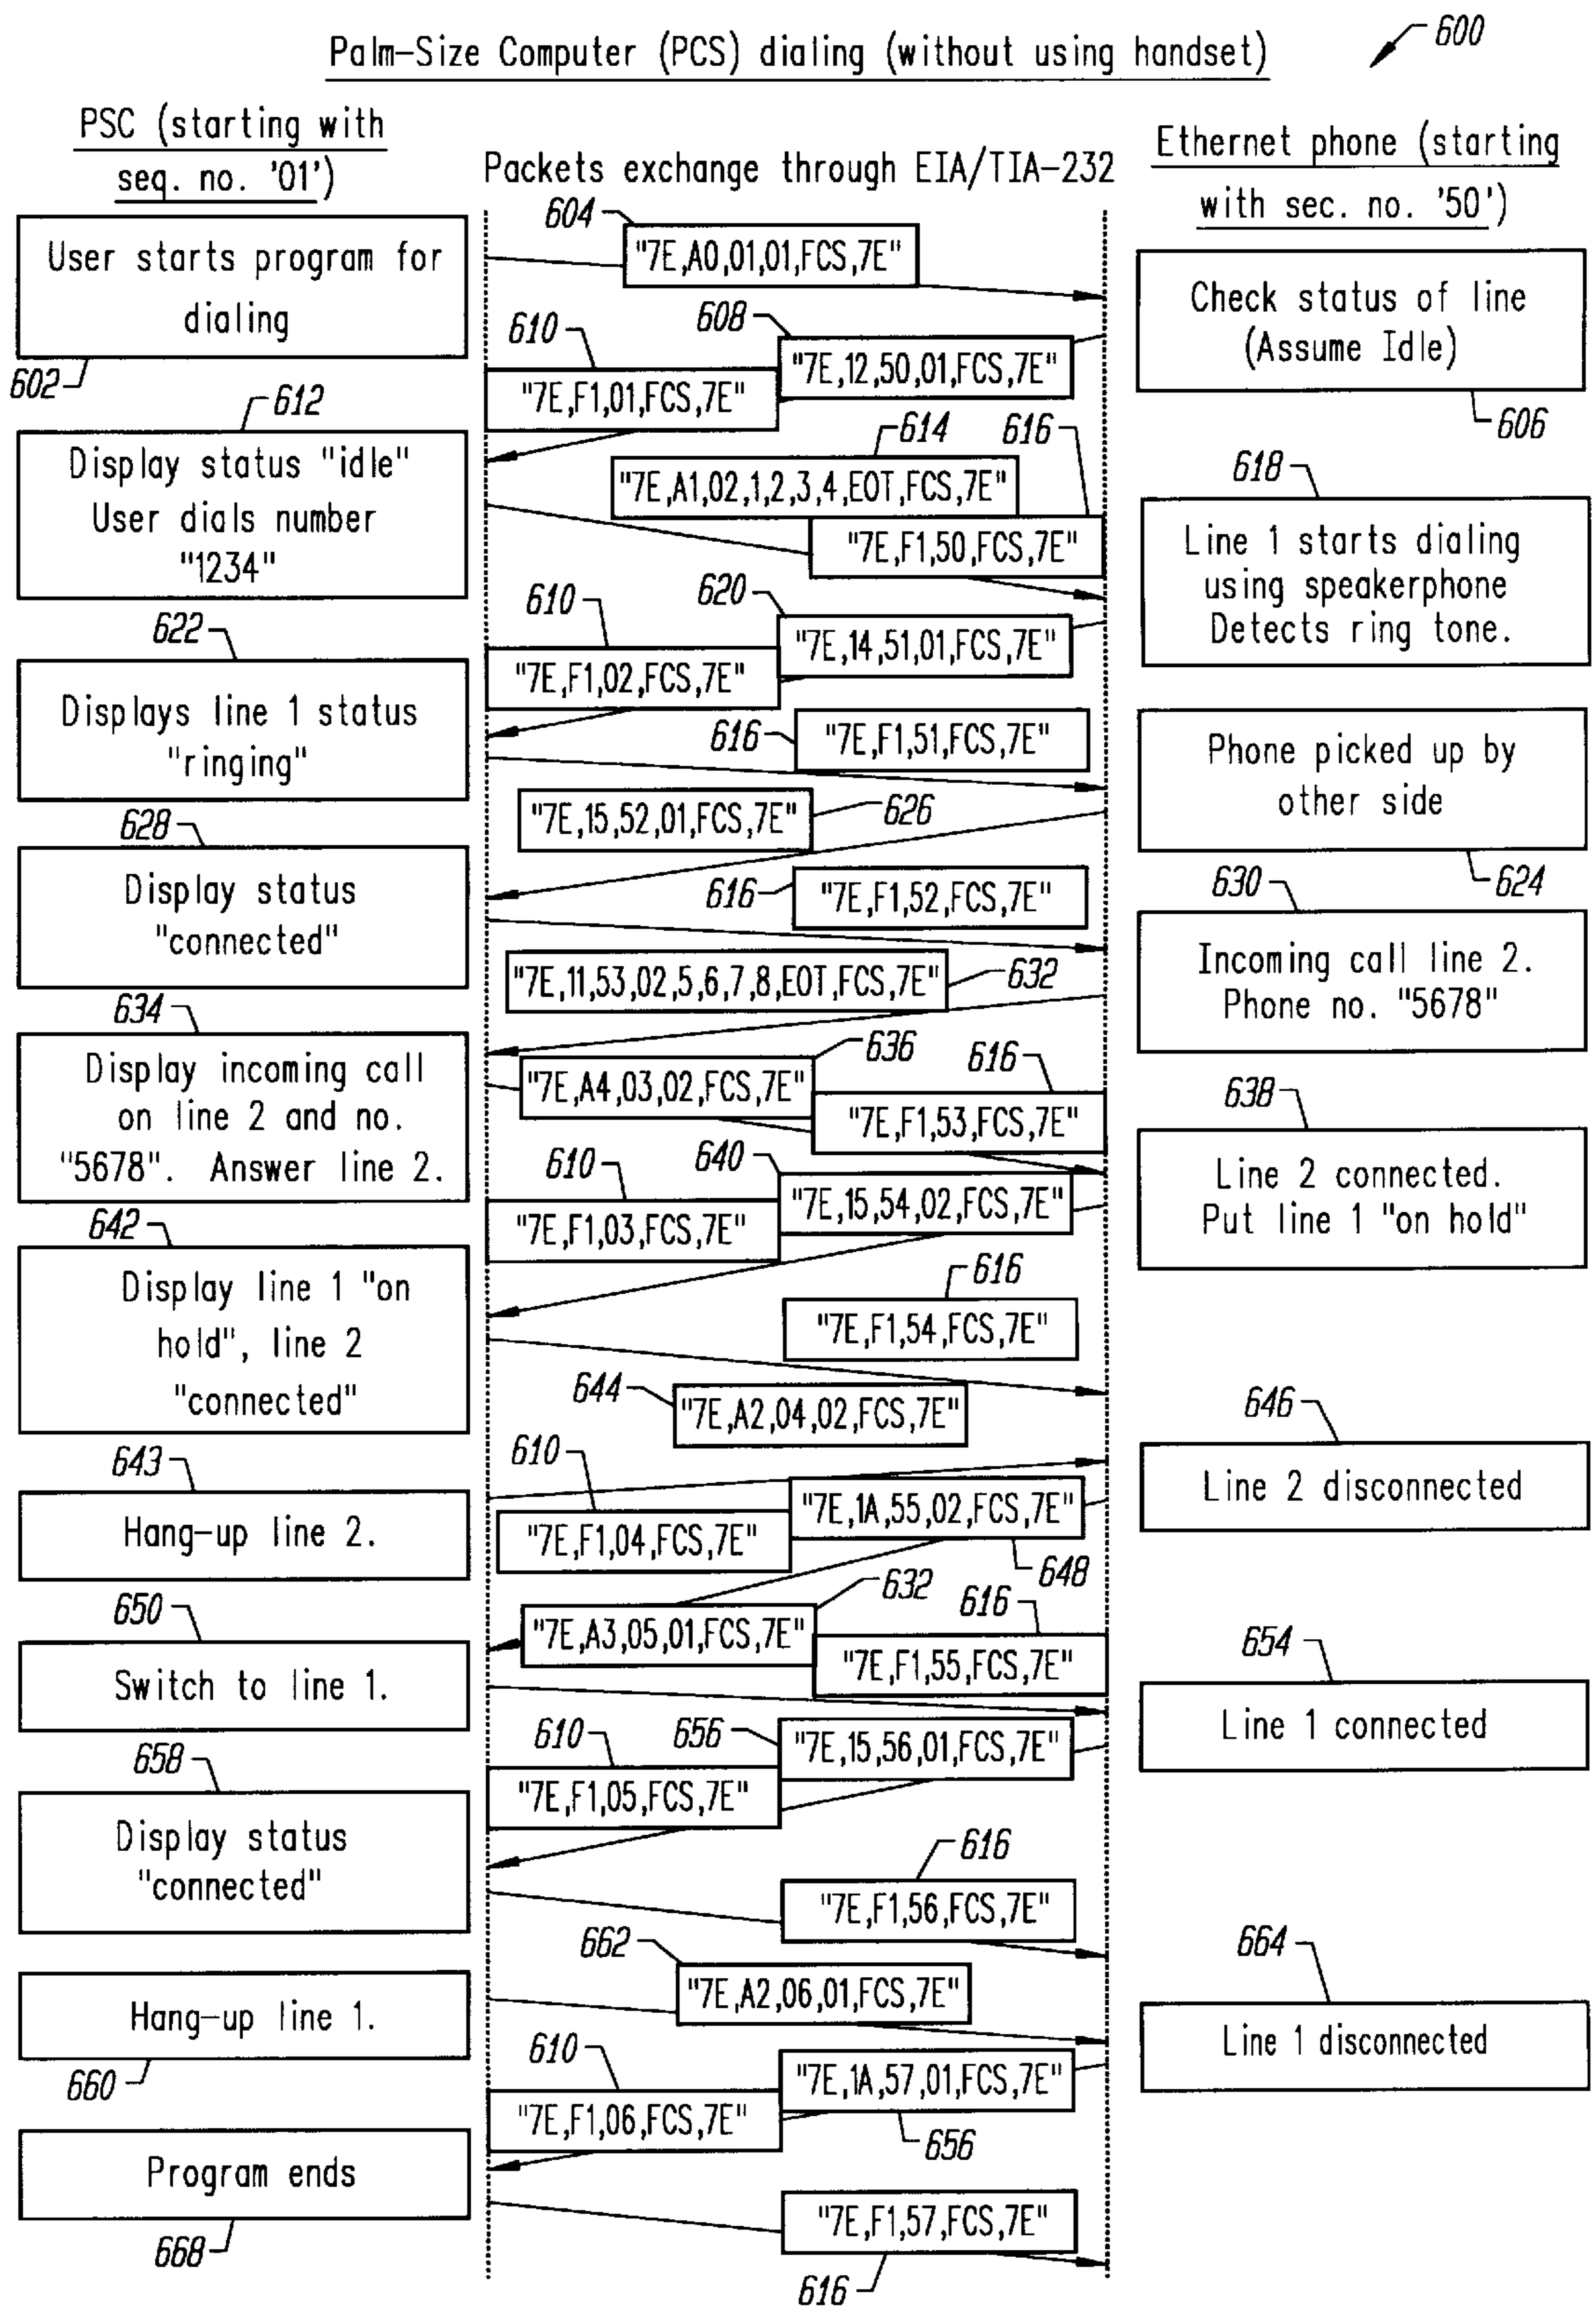 Palm-Size Computer (PCS) dialing (without using handset)
600
PSC (starting with
seq. no. '01')
Packets exchange through EIA/TIA-232
Ethernet phone (starting
with sec. no. '50')
User starts program for
dialing
602
604
"7E,A0,01,01,FCS,7E"
Check status of line
(Assume Idle)
606
608
"7E,12,50,01,FCS,7E"
610
"7E,F1,01,FCS,7E"
612
Display status "idle"
User dials number
"1234"
614
"7E,A1,02,1,2,3,4,EOT,FCS,7E"
616
"7E,F1,50,FCS,7E"
618
Line 1 starts dialing
using speakerphone
Detects ring tone.
620
"7E,14,51,01,FCS,7E"
610
"7E,F1,02,FCS,7E"
622
Displays line 1 status
"ringing"
616
"7E,F1,51,FCS,7E"
Phone picked up by
other side
624
"7E,15,52,01,FCS,7E"
626
628
Display status
"connected"
616
"7E,F1,52,FCS,7E"
630
Incoming call line 2.
Phone no. "5678"
"7E,11,53,02,5,6,7,8,EOT,FCS,7E"
632
634
Display incoming call
on line 2 and no.
"5678". Answer line 2.
636
"7E,A4,03,02,FCS,7E"
616
"7E,F1,53,FCS,7E"
638
Line 2 connected.
Put line 1 "on hold"
640
"7E,15,54,02,FCS,7E"
610
"7E,F1,03,FCS,7E"
642
Display line 1 "on
hold", line 2
"connected"
616
"7E,F1,54,FCS,7E"
643
Hang-up line 2.
644
"7E,A2,04,02,FCS,7E"
646
Line 2 disconnected
610
"7E,F1,04,FCS,7E"
"7E,1A,55,02,FCS,7E"
648
650
Switch to line 1.
632
"7E,A3,05,01,FCS,7E"
616
"7E,F1,55,FCS,7E"
654
Line 1 connected
656
"7E,15,56,01,FCS,7E"
610
"7E,F1,05,FCS,7E"
658
Display status
"connected"
616
"7E,F1,56,FCS,7E"
Hang-up line 1.
660
662
"7E,A2,06,01,FCS,7E"
664
Line 1 disconnected
610
"7E,F1,06,FCS,7E"
"7E,1A,57,01,FCS,7E"
656
Program ends
668
"7E,F1,57,FCS,7E"
616